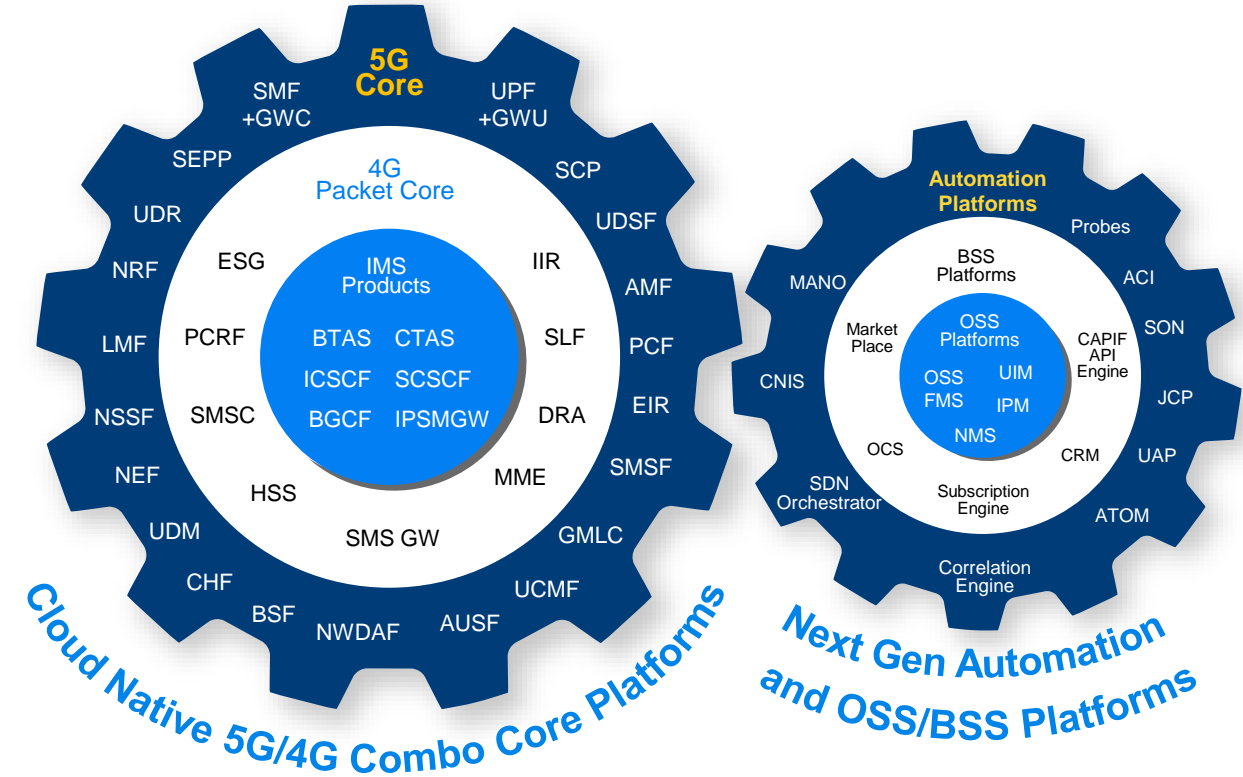 5G
Core
SMF
+GWC
UPF
+GWU
SEPP
SCP
UDR
UDSF
NRF
AMF
LMF
PCF
NSSF
EIR
NEF
SMSF
UDM
GMLC
CHF
UCMF
BSF
AUSF
NWDAF
4G
Packet Core
ESG
IIR
PCRF
SLF
SMSC
DRA
HSS
MME
SMS GW
IMS
Products
BTAS CTAS
ICSCF SCSCF
BGCF IPSMGW
Cloud Native 5G/4G Combo Core Platforms
Automation
Platforms
Probes
MANO
ACI
SON
CNIS
JCP
UAP
SDN
Orchestrator
ATOM
Correlation
Engine
BSS
Platforms
Market
Place
CAPIF
API
Engine
OCS
CRM
Subscription
Engine
OSS
Platforms
OSS
FMS
UIM
IPM
NMS
Next Gen Automation
and OSS/BSS Platforms